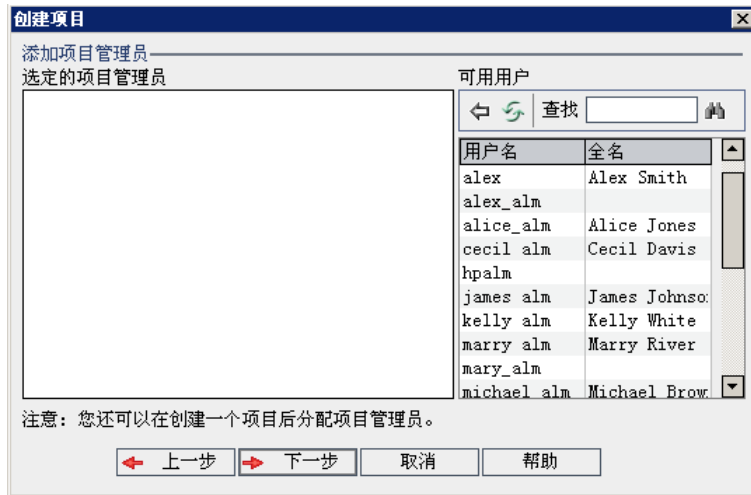 创建项目
添加项目管理员
选定的项目管理员
可用用户
查找
用户名 全名
alex Alex Smith
alex_alm
alice_alm Alice Jones
cecil alm Cecil Davis
hpalm
james alm James Johnso
kelly alm Kelly White
marry alm Marry River
mary_alm
michael alm Michael Brow
注意：您还可以在创建一个项目后分配项目管理员。
上一步 下一步 取消 帮助